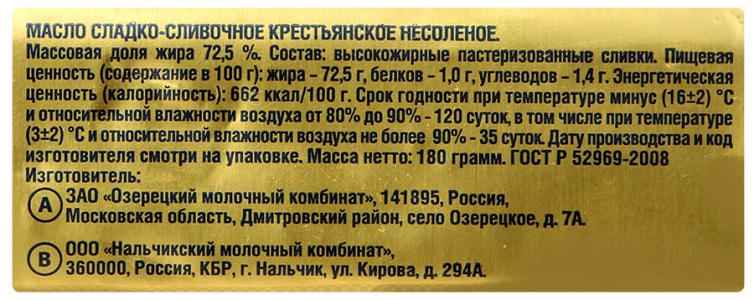 МАСЛО СЛАДКО-СЛИВОЧНОЕ КРЕСТЬЯНСКОЕ НЕСОЛЕНОЕ.
Массовая доля жира 72,5 %. Состав: высокожирные пастеризованные сливки. Пищевая
ценность (содержание в 100 г): жира – 72,5 г, белков – 1,0 г, углеводов – 1,4 г. Энергетическая
ценность (калорийность): 662 ккал/100 г. Срок годности при температуре минус (16±2) °С
и относительной влажности воздуха от 80% до 90% - 120 суток, в том числе при температуре
(3±2) °С и относительной влажности воздуха не более 90% - 35 суток. Дату производства и код
изготовителя смотри на упаковке. Масса нетто: 180 грамм. ГОСТ Р 52969-2008
Изготовитель:
А ЗАО «Озерецкий молочный комбинат», 141895, Россия,
Московская область, Дмитровский район, село Озерецкое, д. 7А.
В ООО «Нальчикский молочный комбинат»,
360000, Россия, КБР, г. Нальчик, ул. Кирова, д. 294А.